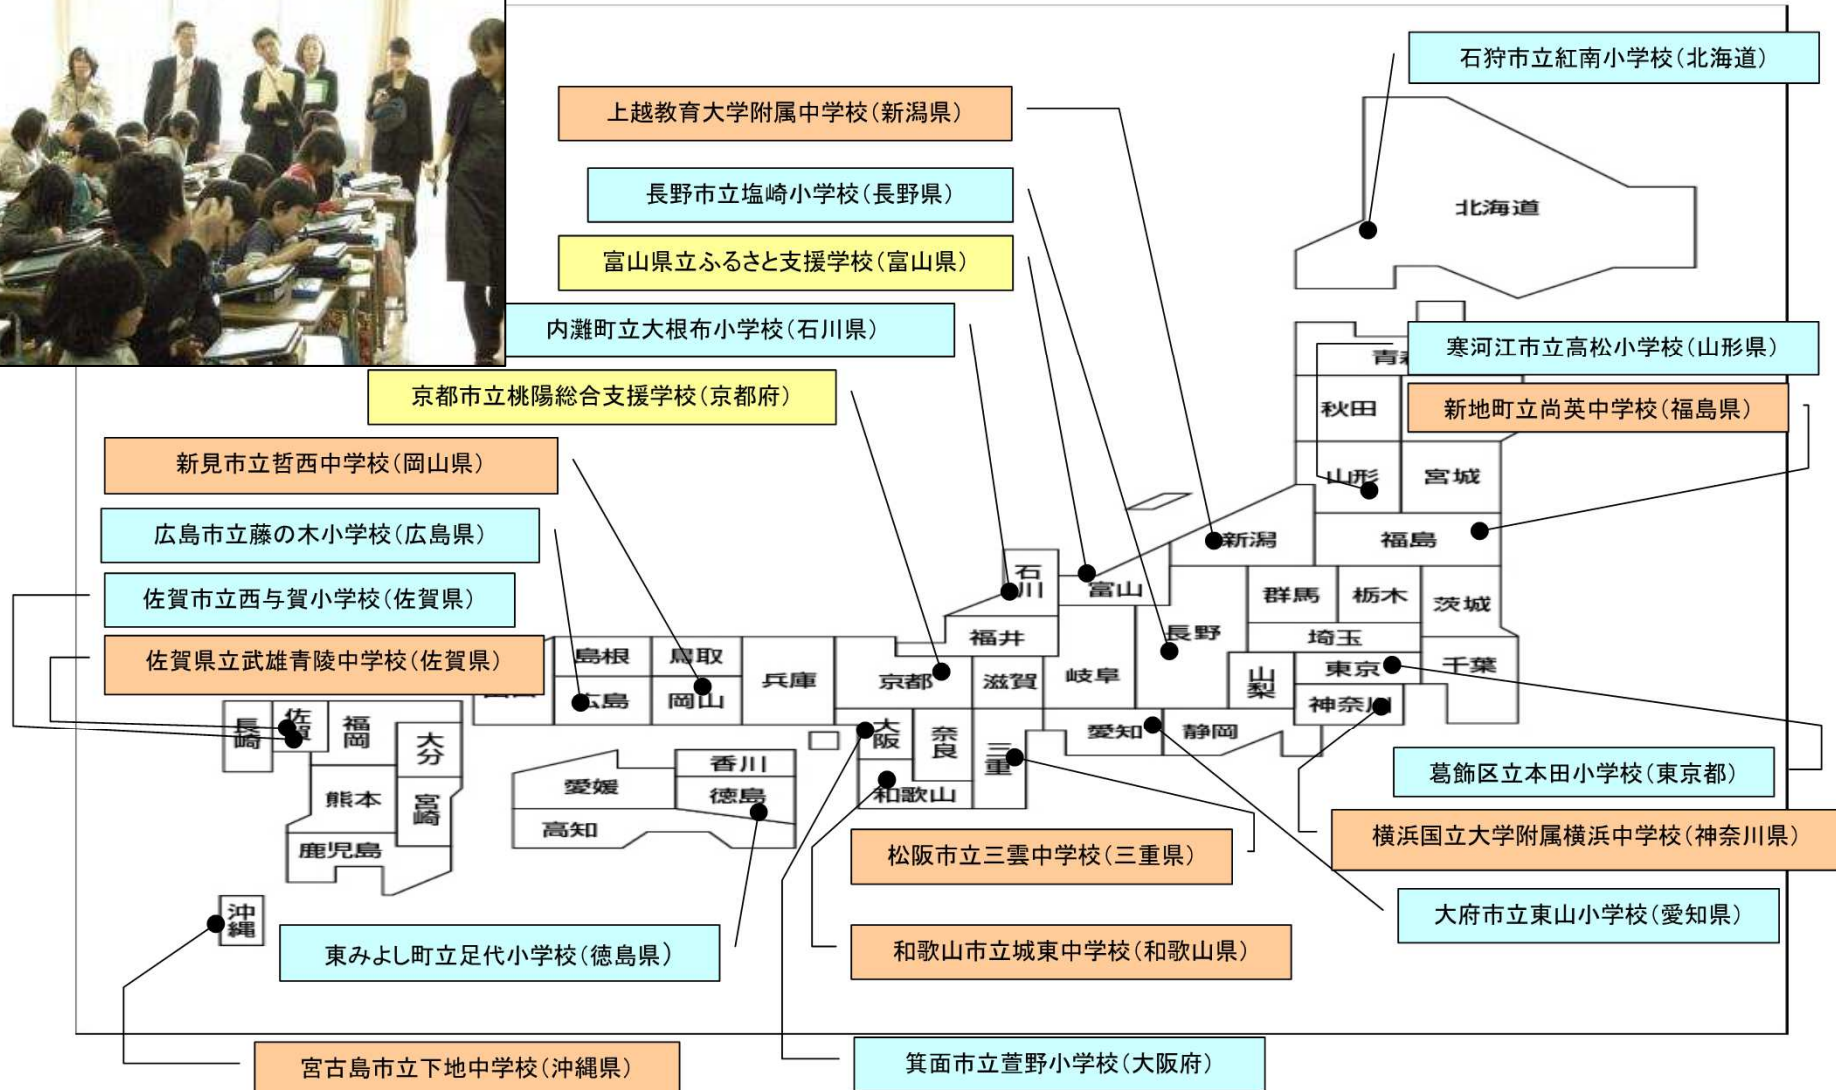 石狩市立紅南小学校(北海道)
上越教育大学附属中学校(新潟県)
長野市立塩崎小学校(長野県)
富山県立ふるさと支援学校(富山県)
内灘町立大根布小学校(石川県)
寒河江市立高松小学校(山形県)
京都市立桃陽総合支援学校(京都府)
新地町立尚英中学校(福島県)
新見市立哲西中学校(岡山県)
広島市立藤の木小学校(広島県)
佐賀市立西与賀小学校(佐賀県)
佐賀県立武雄青陵中学校(佐賀県)
葛飾区立本田小学校(東京都)
横浜国立大学附属横浜中学校(神奈川県)
松阪市立三雲中学校(三重県)
大府市立東山小学校(愛知県)
東みよし町立足代小学校(徳島県)
和歌山市立城東中学校(和歌山県)
宮古島市立下地中学校(沖縄県)
箕面市立萱野小学校(大阪府)
北海道
秋田
山形
宮城
新潟
福島
石川
富山
群馬
栃木
茨城
福井
長野
埼玉
島根
鳥取
兵庫
京都
滋賀
岐阜
山梨
東京
千葉
広島
岡山
神奈川
長崎
佐賀
福岡
大分
大阪
奈良
三重
愛知
静岡
香川
愛媛
徳島
和歌山
熊本
宮崎
高知
鹿児島
沖縄